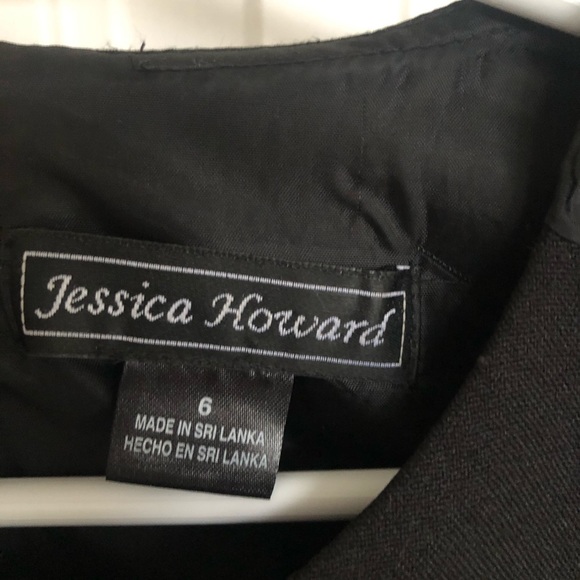 Jessica Howard
6
MADE IN SRI LANKA
HECHO EN SRI LANKA